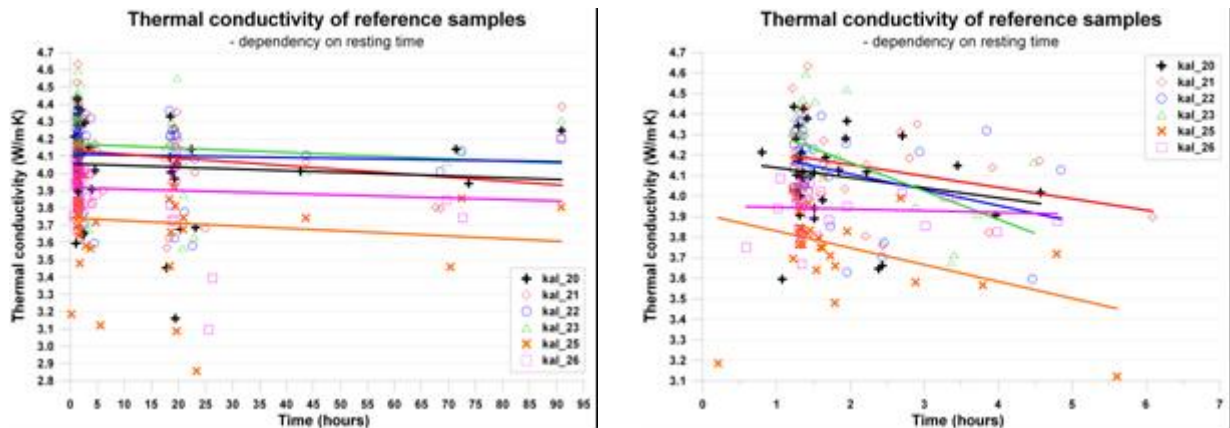 Thermal conductivity of reference samples
- dependency on resting time
Thermal conductivity (W/m·K)
4.7
4.6
4.5
4.4
4.3
4.2
4.1
4.0
3.9
3.8
3.7
3.6
3.5
3.4
3.3
3.2
3.1
3.0
2.9
2.8
kal_20
kal_21
kal_22
kal_23
kal_25
kal_26
0 5 10 15 20 25 30 35 40 45 50 55 60 65 70 75 80 85 90 95
Time (hours)
Thermal conductivity of reference samples
- dependency on resting time
Thermal conductivity (W/m·K)
4.7
4.6
4.5
4.4
4.3
4.2
4.1
4.0
3.9
3.8
3.7
3.6
3.5
3.4
3.3
3.2
3.1
kal_20
kal_21
kal_22
kal_23
kal_25
kal_26
0 1 2 3 4 5 6 7
Time (hours)